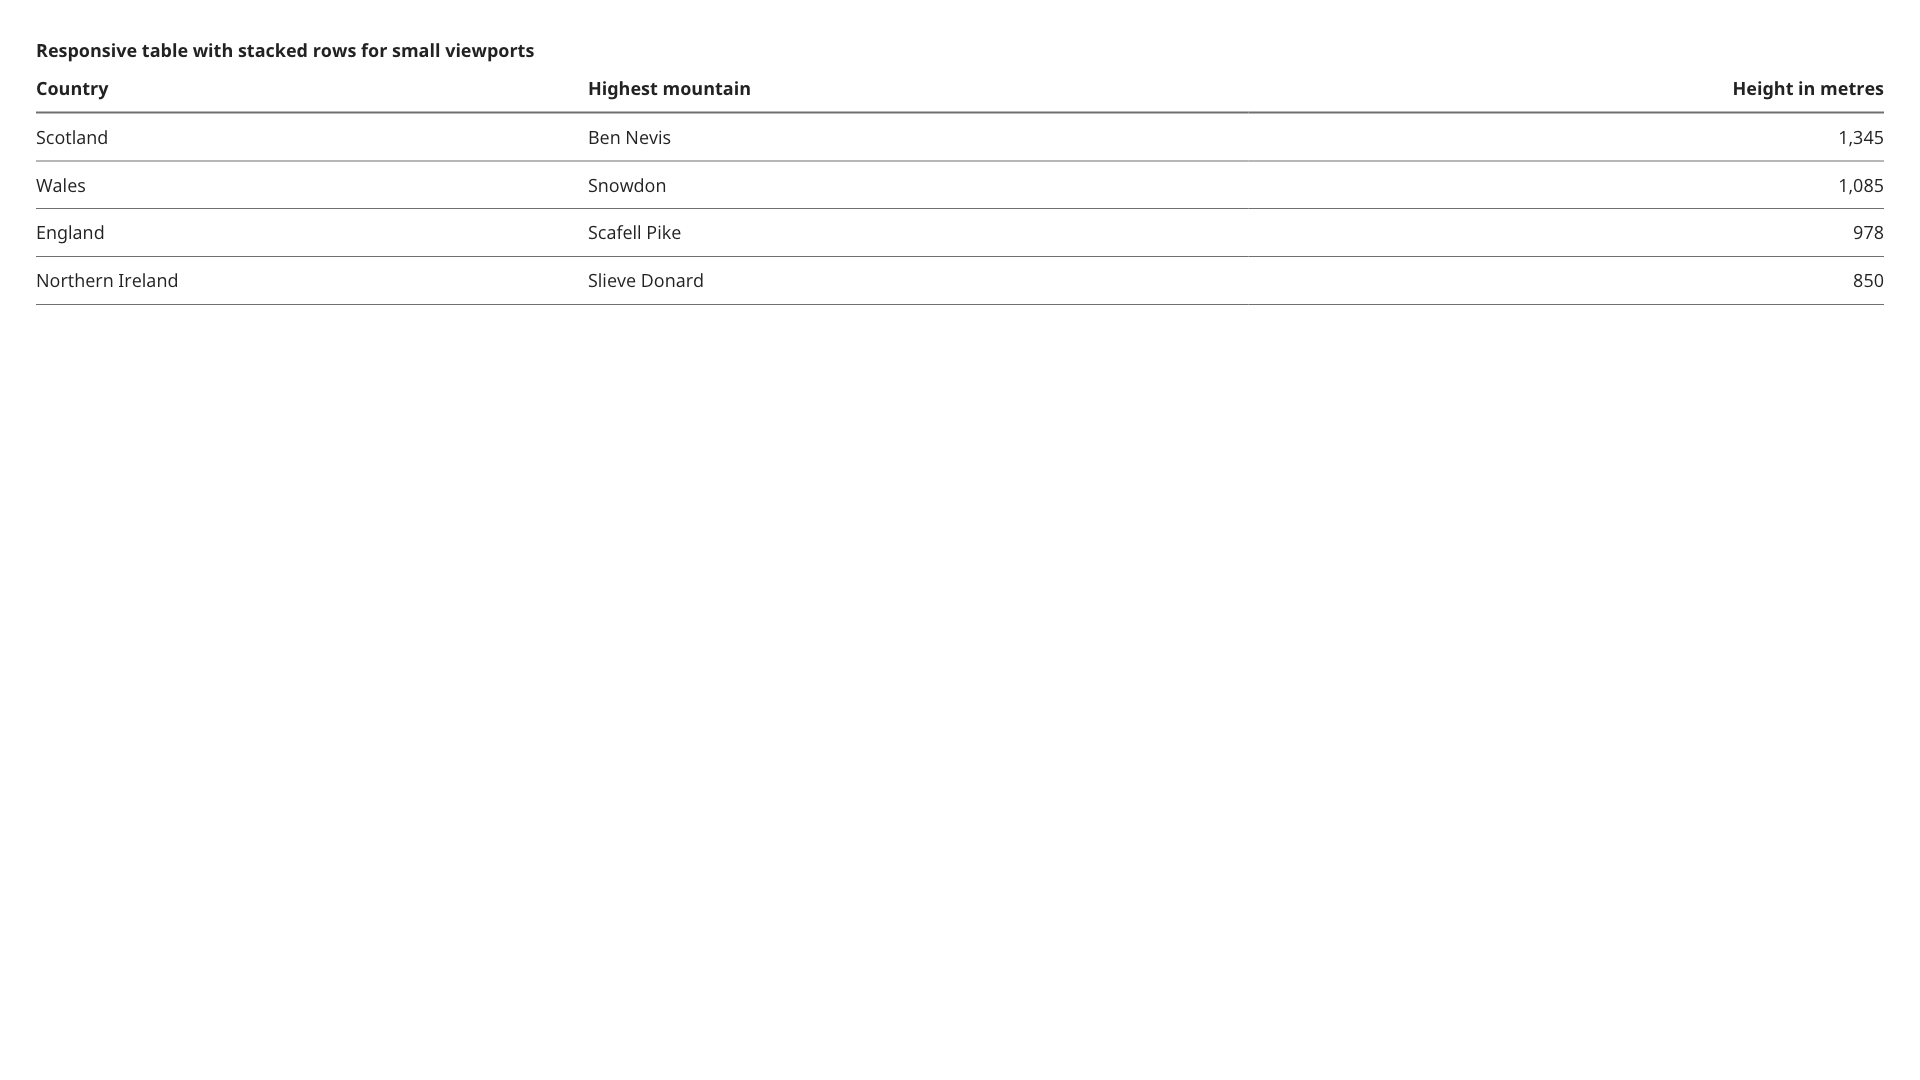 Responsive table with stacked rows for small viewports
Country Highest mountain Height in metres
Scotland Ben Nevis 1,345
Wales Snowdon 1,085
England Scafell Pike 978
Northern Ireland Slieve Donard 850